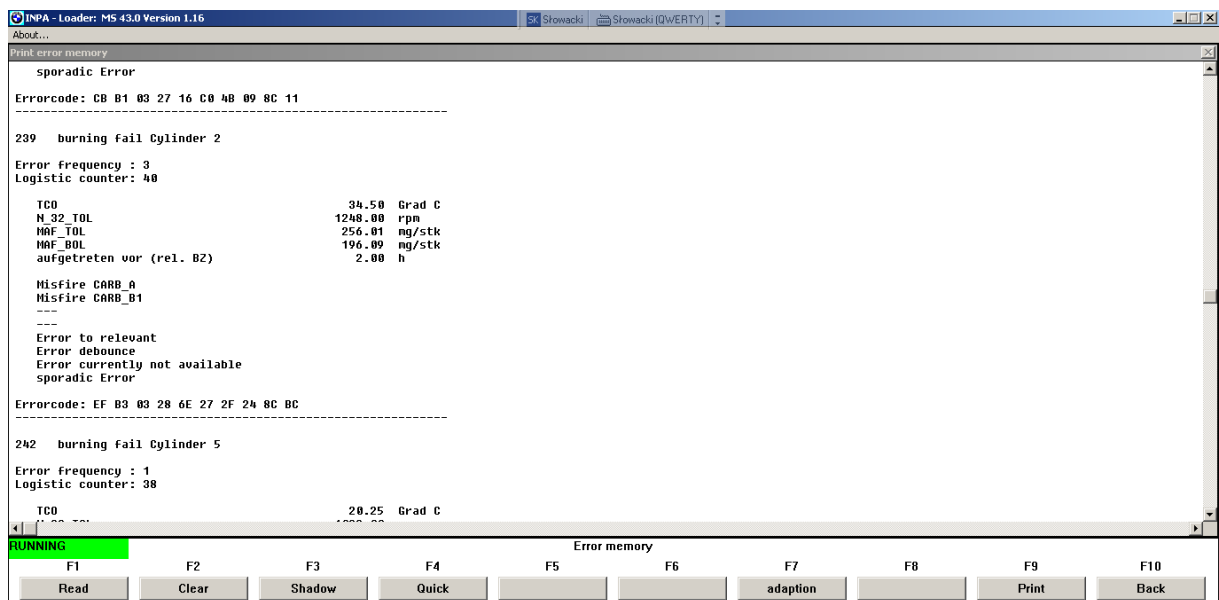 INPA - Loader: MS 43.0 Version 1.16
SK Słowacki Słowacki (QWERTY)
About...
Print error memory
sporadic Error
Errorcode: CB B1 03 27 16 C0 4B 09 8C 11
-------------------------------------------------------------
239 burning fail Cylinder 2
Error frequency : 3
Logistic counter: 40
TCO 34.50 Grad C
N_32_TOL 1248.00 rpm
MAF_TOL 256.01 mg/stk
MAF_BOL 196.09 mg/stk
aufgetreten vor (rel. BZ) 2.00 h
Misfire CARB_A
Misfire CARB_B1
---
---
Error to relevant
Error debounce
Error currently not available
sporadic Error
Errorcode: EF B3 03 28 6E 27 2F 24 8C BC
-------------------------------------------------------------
242 burning fail Cylinder 5
Error frequency : 1
Logistic counter: 38
TCO 20.25 Grad C
RUNNING Error memory
F1 F2 F3 F4 F5 F6 F7 F8 F9 F10
Read Clear Shadow Quick adaption Print Back